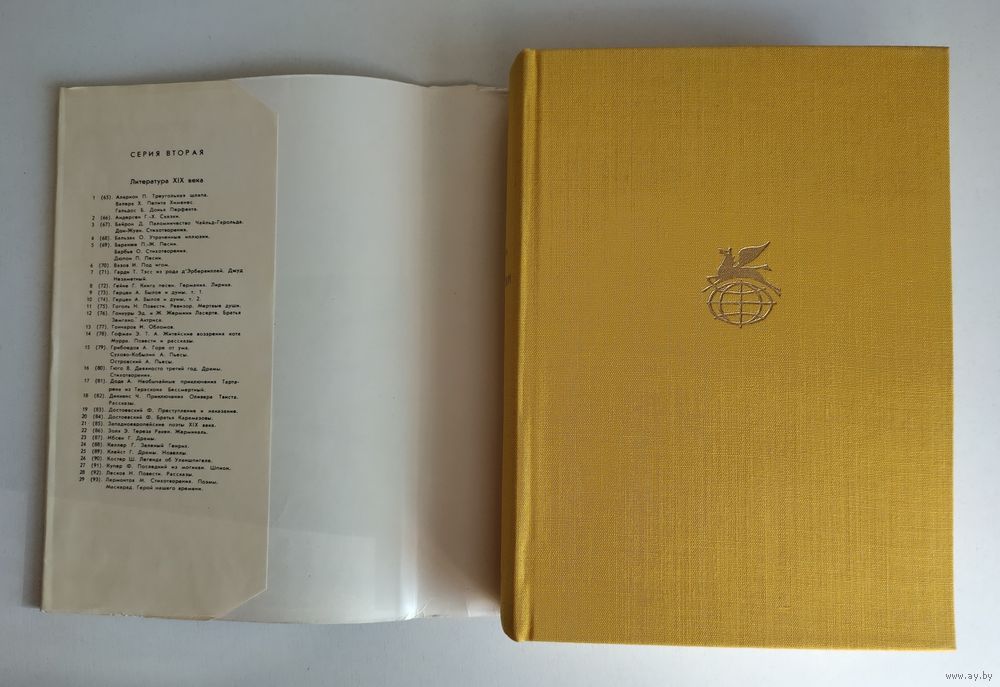 СЕРИЯ ВТОРАЯ
Литература XIX века
1 (65). Аларкон П. Треугольная шляпа.
Валера Х. Пепита Хименес.
Гальдос Б. Донья Перфекта.
2 (66). Андерсен Г.-Х. Сказки.
3 (67). Байрон Д. Паломничество Чайльд-Гарольда.
Дон-Жуан. Стихотворения.
4 (68). Бальзак О. Утраченные иллюзии.
5 (69). Беранже П.-Ж. Песни.
Барбье О. Стихотворения.
Дюпон П. Песни.
6 (70). Вазов И. Под игом.
7 (71). Гарди Т. Тэсс из рода д'Эрбервиллей. Джуд
Незаметный.
8 (72). Гейне Г. Книга песен. Германия. Лирика.
9 (73). Герцен А. Былое и думы, т. 1.
10 (74). Герцен А. Былое и думы, т. 2.
11 (75). Гоголь Н. Повести. Ревизор. Мертвые души.
12 (76). Гонкуры Эд. и Ж. Жермини Ласерте. Братья
Земгано. Актриса.
13 (77). Гончаров И. Обломов.
14 (78). Гофман Э. Т. А. Житейские воззрения кота
Мурра. Повести и рассказы.
15 (79). Грибоедов А. Горе от ума.
Сухово-Кобылин А. Пьесы.
Островский А. Пьесы.
16 (80). Гюго В. Девяносто третий год. Драмы.
Стихотворения.
17 (81). Додэ А. Необычайные приключения Тарта-
рена из Тараскона. Бессмертный.
18 (82). Диккенс Ч. Приключения Оливера Твиста.
Рассказы.
19 (83). Достоевский Ф. Преступление и наказание.
20 (84). Достоевский Ф. Братья Карамазовы.
21 (85). Западноевропейские поэты XIX века.
22 (86). Золя Э. Тереза Ракен. Жерминаль.
23 (87). Ибсен Г. Драмы.
24 (88). Келлер Г. Зеленый Генрих.
25 (89). Клейст Г. Драмы. Новеллы.
26 (90). Костер Ш. Легенда об Уленшпигеле.
27 (91). Купер Ф. Последний из могикан. Шпион.
28 (92). Лесков Н. Повести. Рассказы.
29 (93). Лермонтов М. Стихотворения. Поэмы.
Маскарад. Герой нашего времени.
www.ay.by